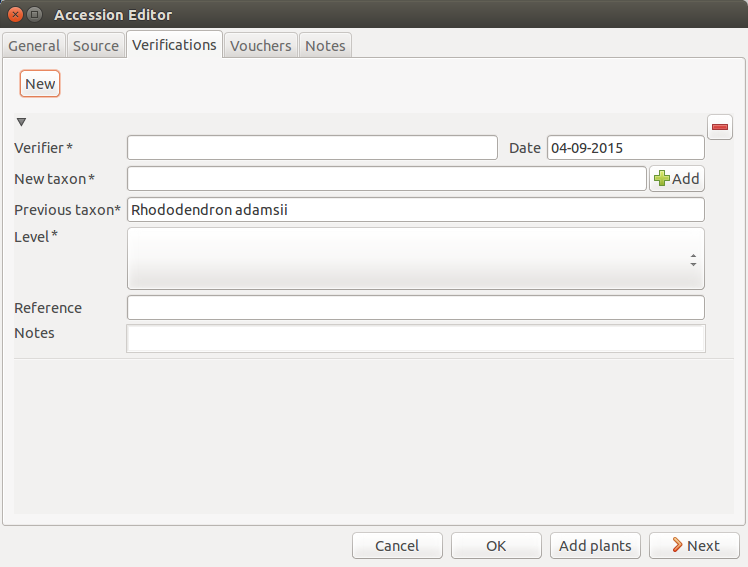 Accession Editor
General Source Verifications Vouchers Notes
New
Verifier* Date 04-09-2015
New taxon* Add
Previous taxon* Rhododendron adamsii
Level*
Reference
Notes
Cancel OK Add plants Next